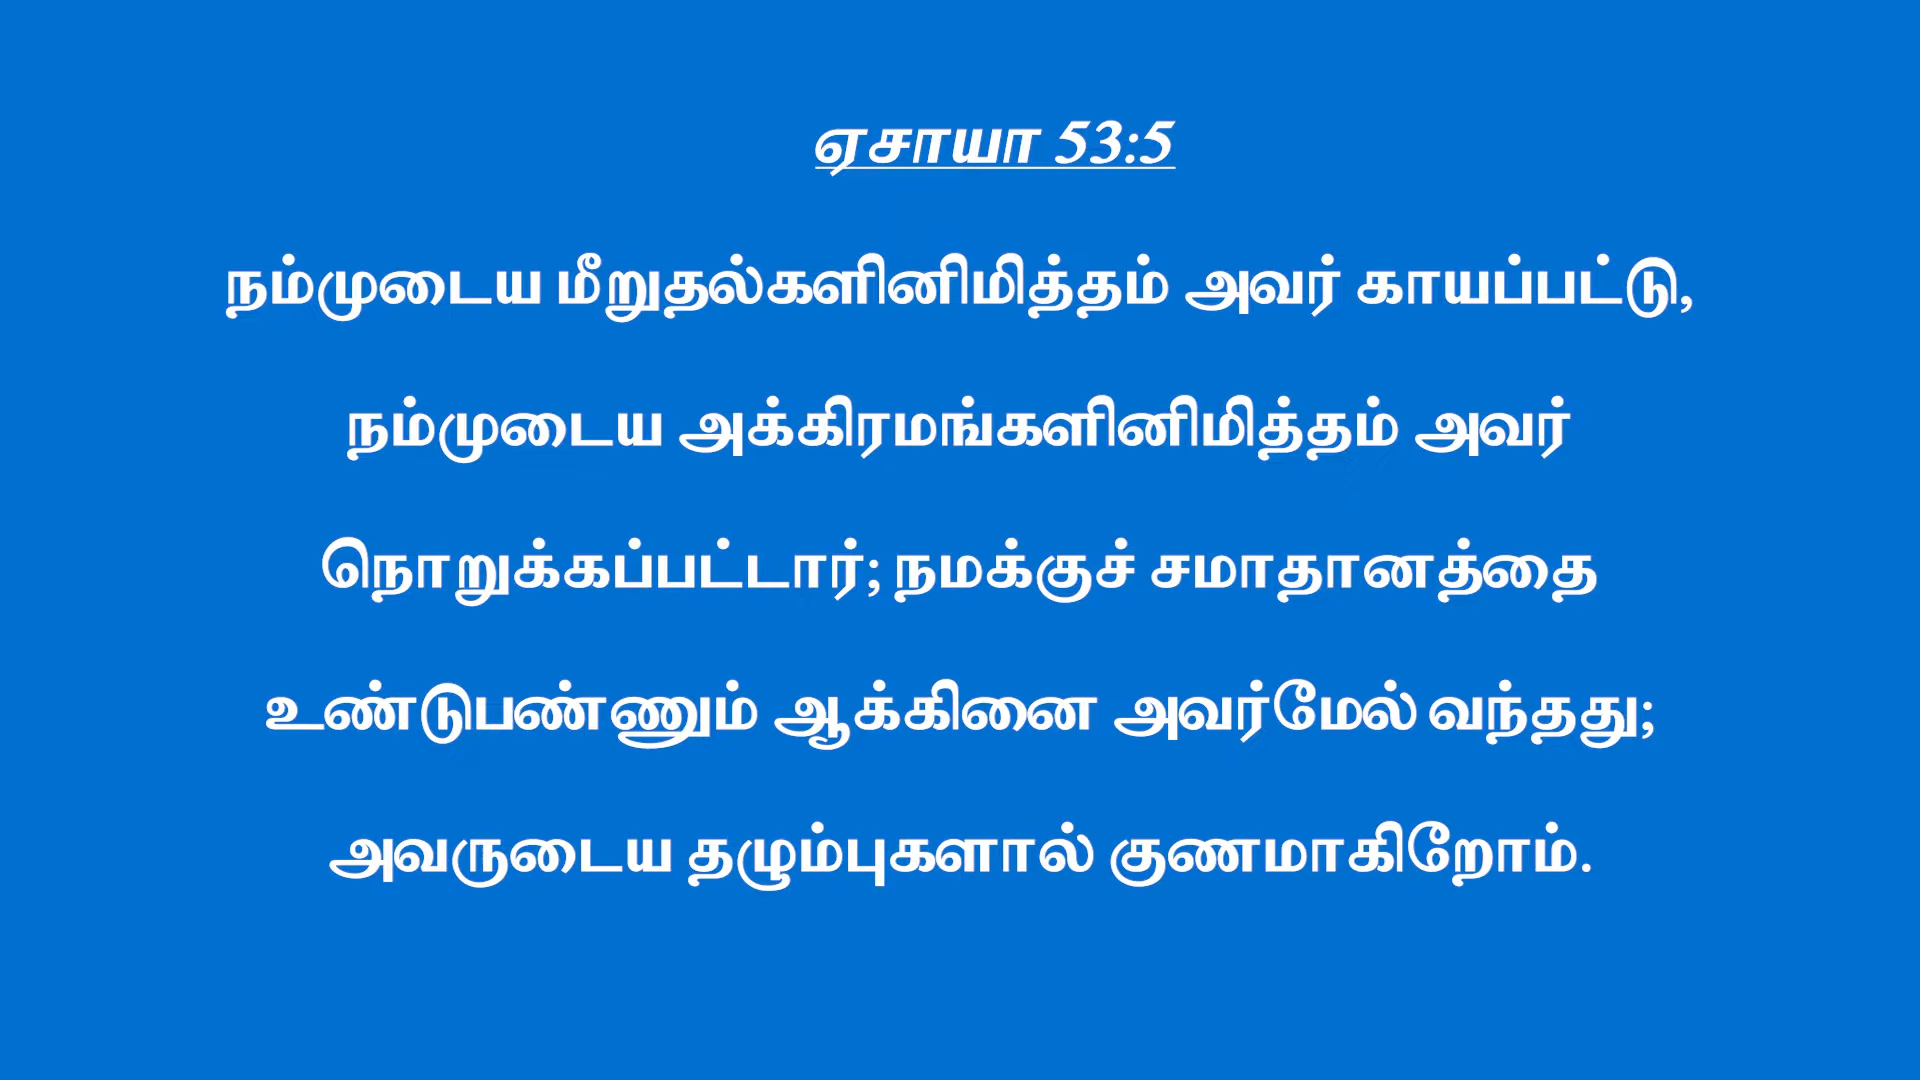 ஏசாயா 53:5
நம்முடைய மீறுதல்களினிமித்தம் அவர் காயப்பட்டு,
நம்முடைய அக்கிரமங்களினிமித்தம் அவர்
நொறுக்கப்பட்டார்; நமக்குச் சமாதானத்தை
உண்டுபண்ணும் ஆக்கினை அவர்மேல் வந்தது;
அவருடைய தழும்புகளால் குணமாகிறோம்.